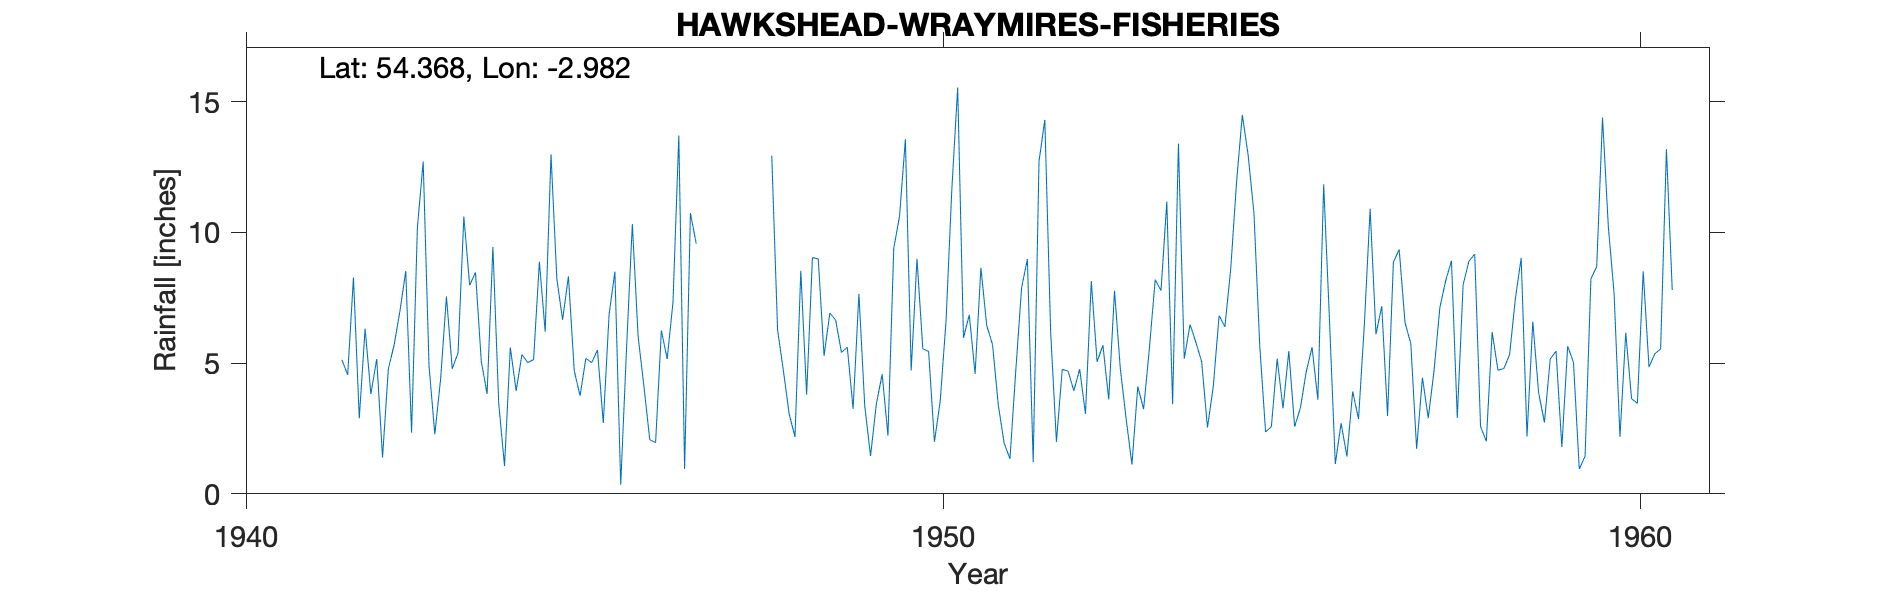 HAWKSHEAD-WRAYMIRES-FISHERIES
Lat: 54.368, Lon: -2.982
15
10
5
0
Rainfall [inches]
1940 1950 1960
Year